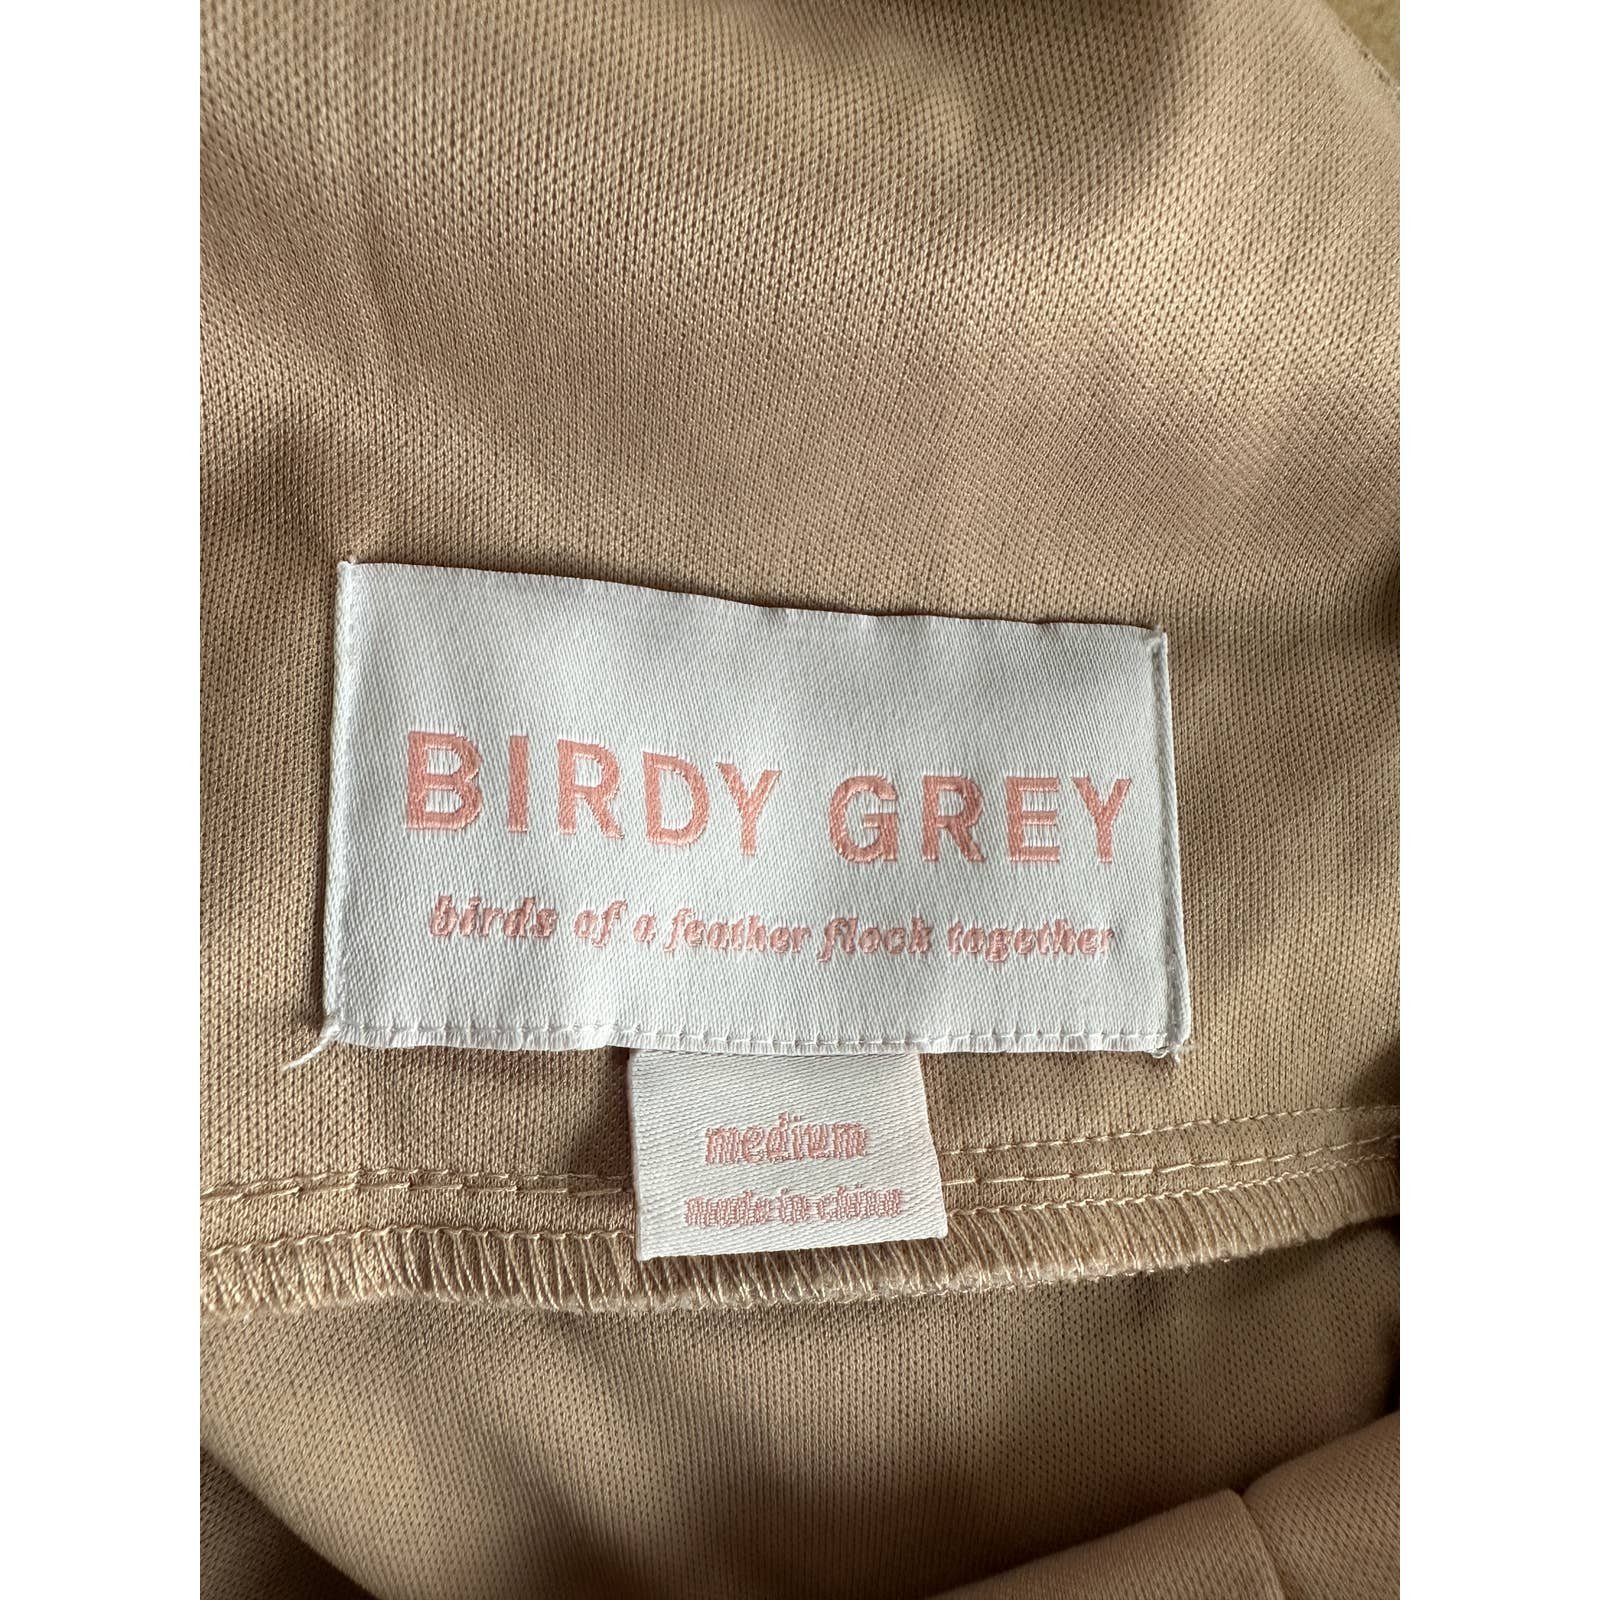 BIRDY GREY
birds of a feather flock together
medium
made in china